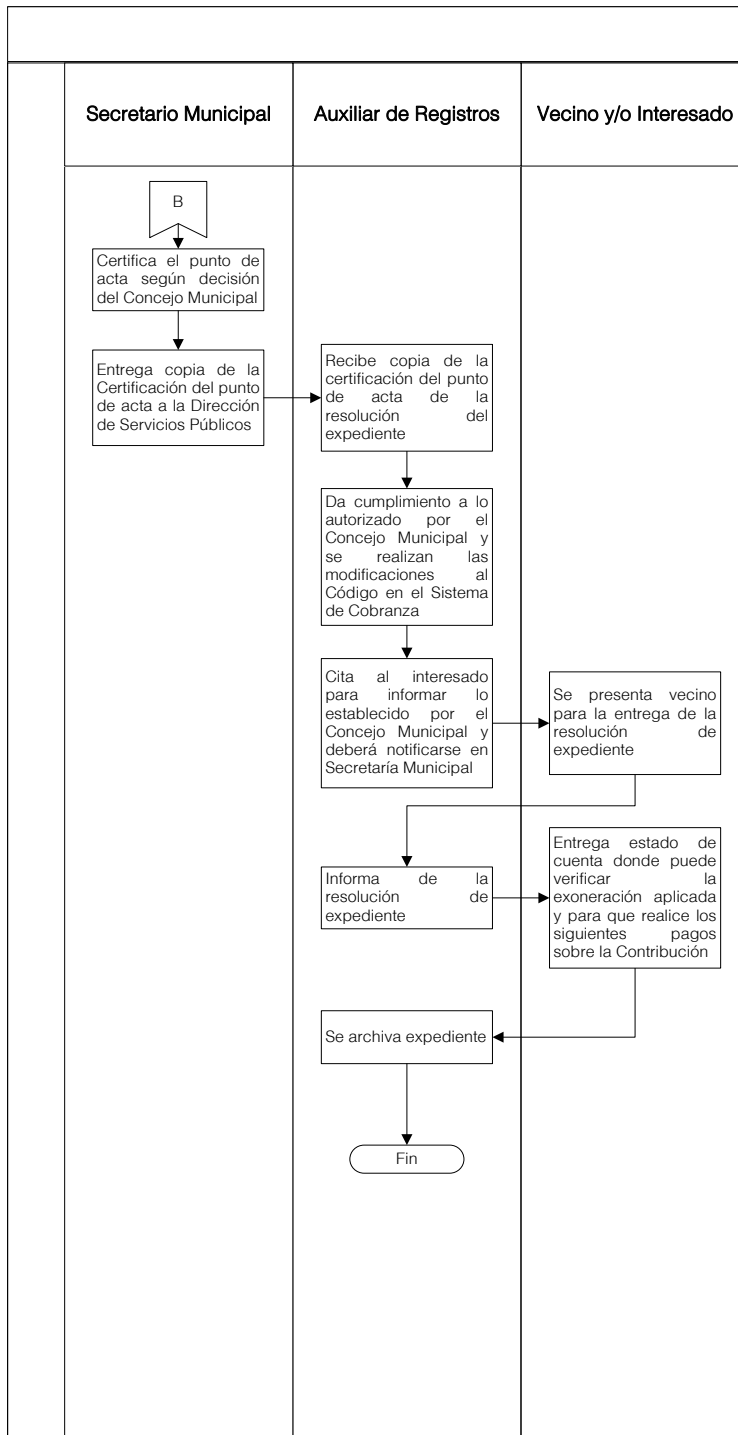 Secretario Municipal
Auxiliar de Registros
Vecino y/o Interesado
B
Certifica el punto de
acta según decisión
del Concejo Municipal
Entrega copia de la
Certificación del punto
de acta a la Dirección
de Servicios Públicos
Recibe copia de la
certificación del punto
de acta de la
resolución del
expediente
Da cumplimiento a lo
autorizado por el
Concejo Municipal y
se realizan las
modificaciones al
Código en el Sistema
de Cobranza
Cita al interesado
para informar lo
establecido por el
Concejo Municipal y
deberá notificarse en
Secretaría Municipal
Se presenta vecino
para la entrega de la
resolución de
expediente
Informa de la
resolución de
expediente
Entrega estado de
cuenta donde puede
verificar la
exoneración aplicada
y para que realice los
siguientes pagos
sobre la Contribución
Se archiva expediente
Fin